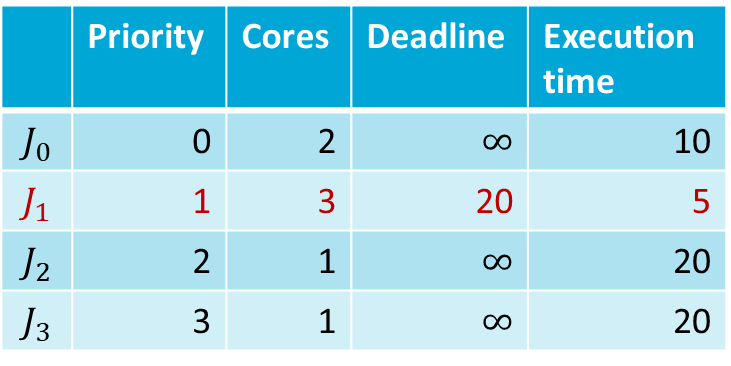 Priority Cores Deadline Execution time
J₀ 0 2 ∞ 10
J₁ 1 3 20 5
J₂ 2 1 ∞ 20
J₃ 3 1 ∞ 20